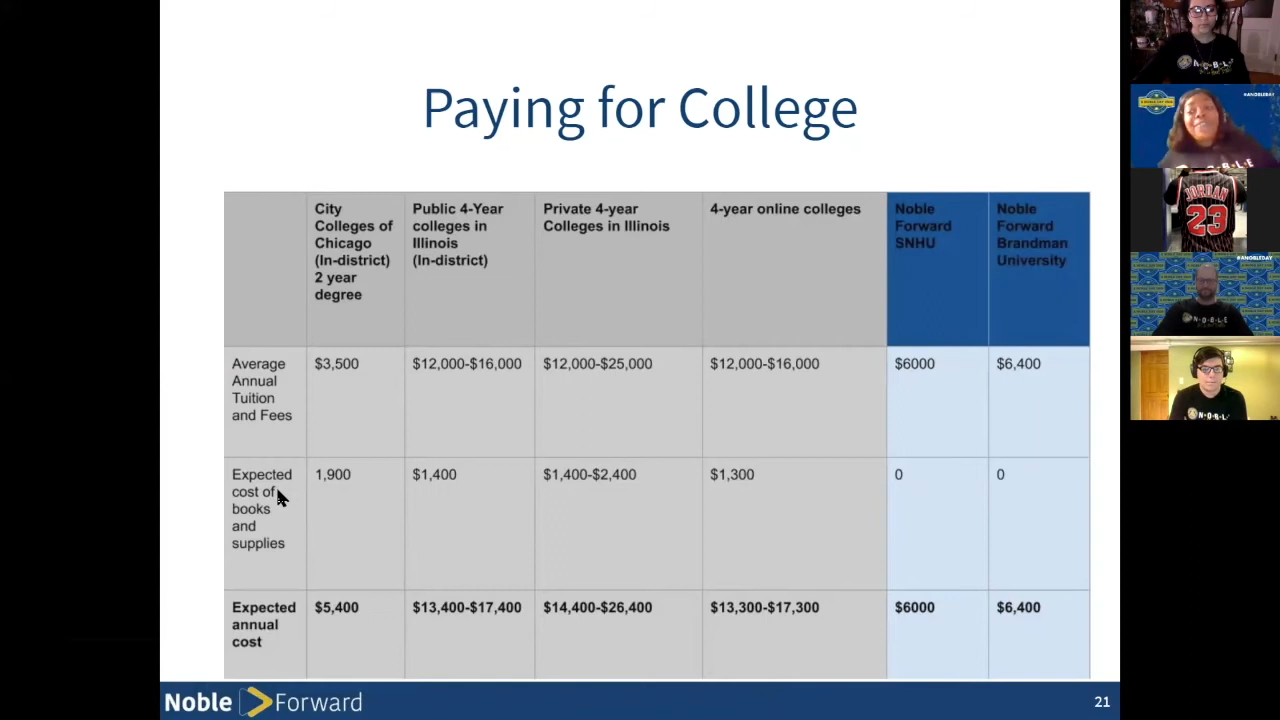 Paying for College
City
Colleges of
Chicago
(In-district)
2 year
degree
Public 4-Year
colleges in
Illinois
(In-district)
Private 4-year
Colleges in Illinois
4-year online colleges
Noble
Forward
SNHU
Noble
Forward
Brandman
University
Average
Annual
Tuition
and Fees
$3,500
$12,000-$16,000
$12,000-$25,000
$12,000-$16,000
$6000
$6,400
Expected
cost of
books
and
supplies
1,900
$1,400
$1,400-$2,400
$1,300
0
0
Expected
annual
cost
$5,400
$13,400-$17,400
$14,400-$26,400
$13,300-$17,300
$6000
$6,400
Noble Forward
21
N·O·B·L·E
#ANOBLEDAY
N·O·B·L·E
JORDAN
23
#ANOBLEDAY
N·O·B·L·E
N·O·B·L·E